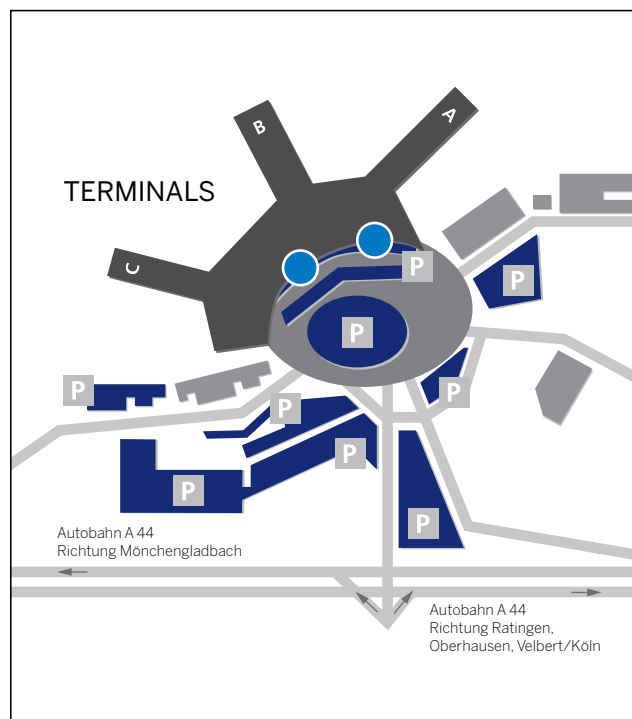 A
B
TERMINALS
C
P
P
P
P
P
P
P
P
P
Autobahn A 44
Richtung Mönchengladbach
Autobahn A 44
Richtung Ratingen,
Oberhausen, Velbert/Köln